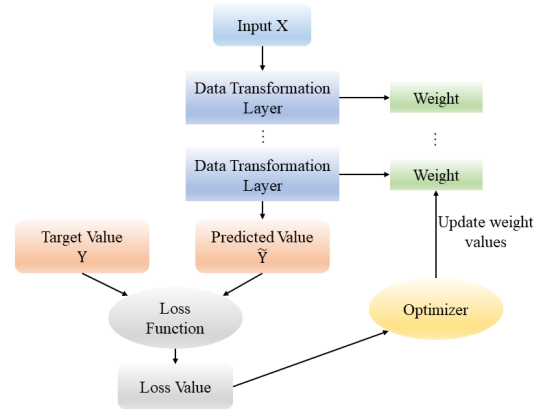 Input X
Data Transformation
Layer
Weight
⋮
⋮
Data Transformation
Layer
Weight
Target Value
Y
Predicted Value
Ỹ
Update weight
values
Loss
Function
Optimizer
Loss Value